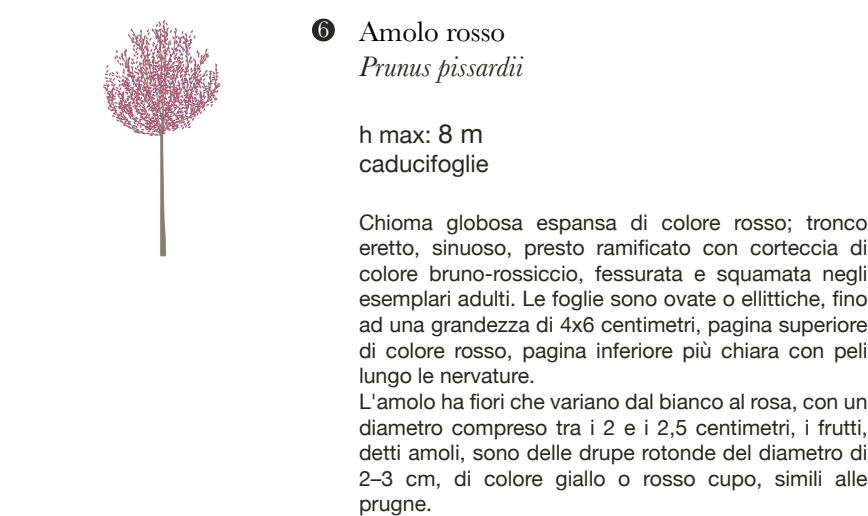 ❻ Amolo rosso
Prunus pissardii
h max: 8 m
caducifoglie
Chioma globosa espansa di colore rosso; tronco
eretto, sinuoso, presto ramificato con corteccia di
colore bruno-rossiccio, fessurata e squamata negli
esemplari adulti. Le foglie sono ovate o ellittiche, fino
ad una grandezza di 4x6 centimetri, pagina superiore
di colore rosso, pagina inferiore più chiara con peli
lungo le nervature.
L'amolo ha fiori che variano dal bianco al rosa, con un
diametro compreso tra i 2 e i 2,5 centimetri, i frutti,
detti amoli, sono delle drupe rotonde del diametro di
2–3 cm, di colore giallo o rosso cupo, simili alle
prugne.